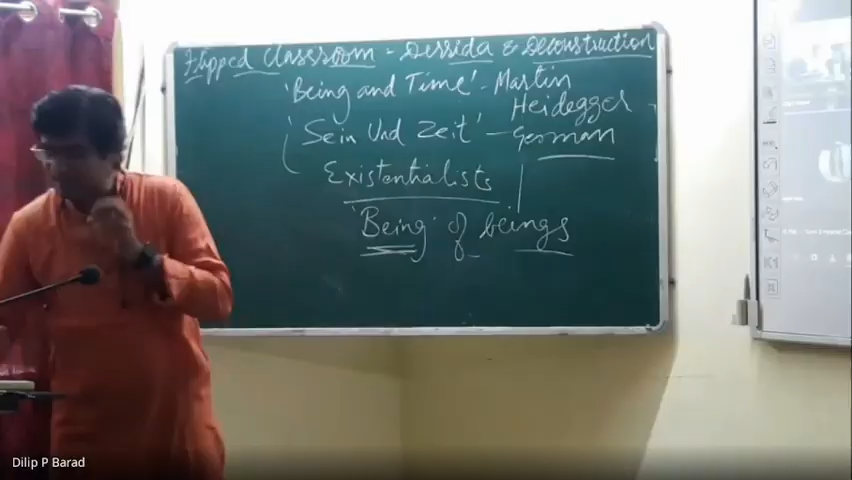 Flipped Classroom - Derrida & Deconstruction
'Being and Time' - Martin
Heidegger
'Sein Und Zeit' - German
Existentialists
'Being' of beings
Dilip P Barad